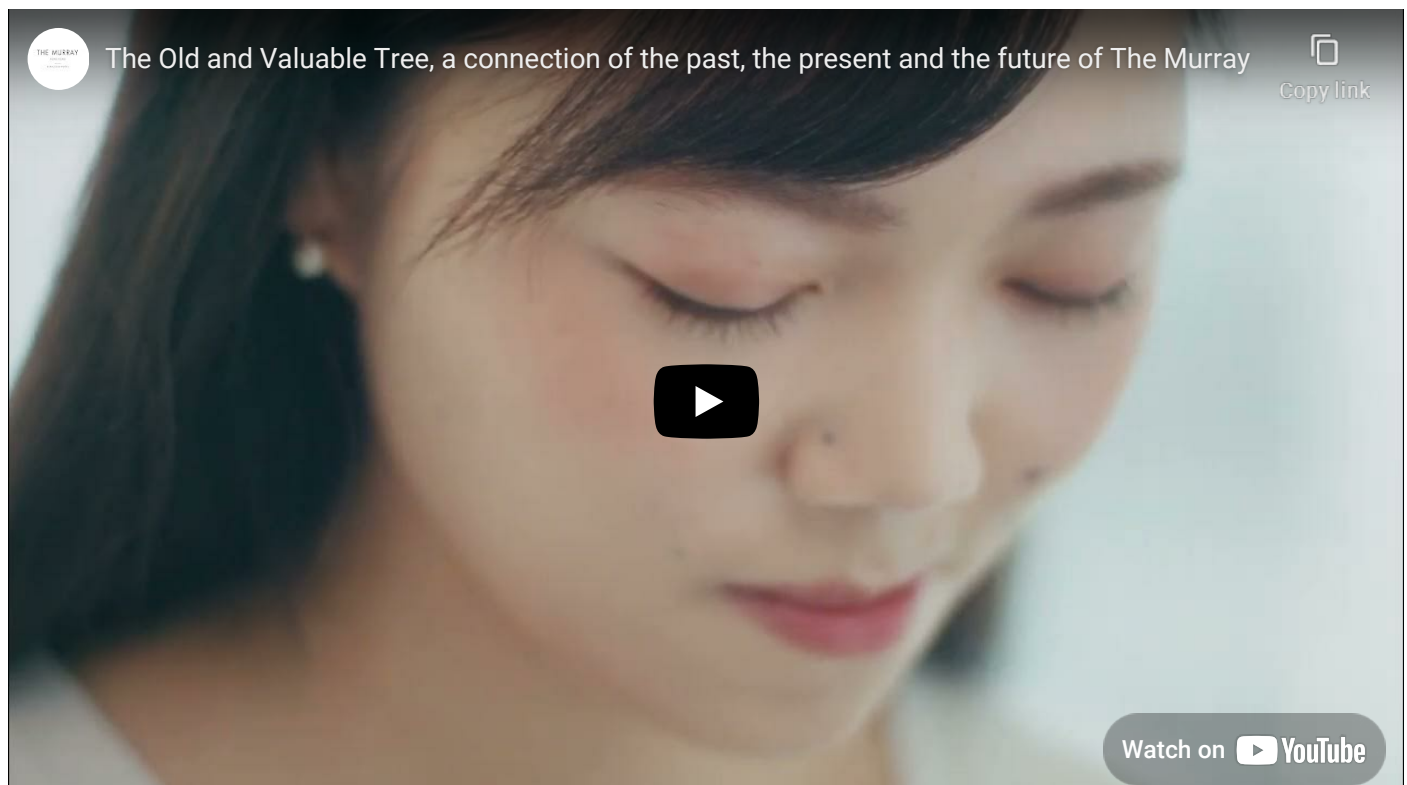 THE MURRAY
The Old and Valuable Tree, a connection of the past, the present and the future of The Murray
Copy link
Watch on YouTube